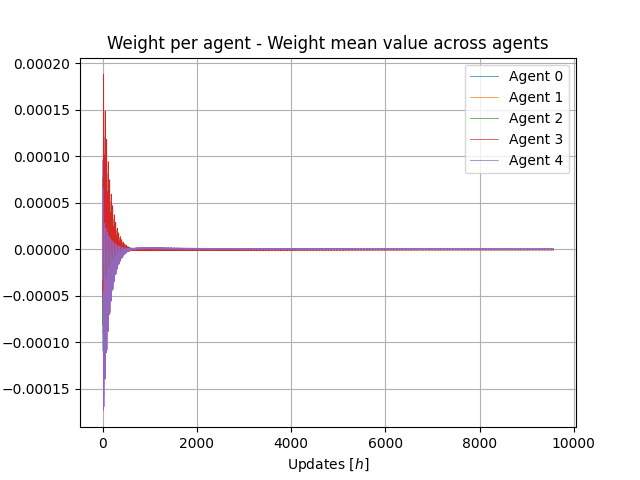 Weight per agent - Weight mean value across agents
0.00020
0.00015
0.00010
0.00005
0.00000
−0.00005
−0.00010
−0.00015
Agent 0
Agent 1
Agent 2
Agent 3
Agent 4
0 2000 4000 6000 8000 10000
Updates [h]